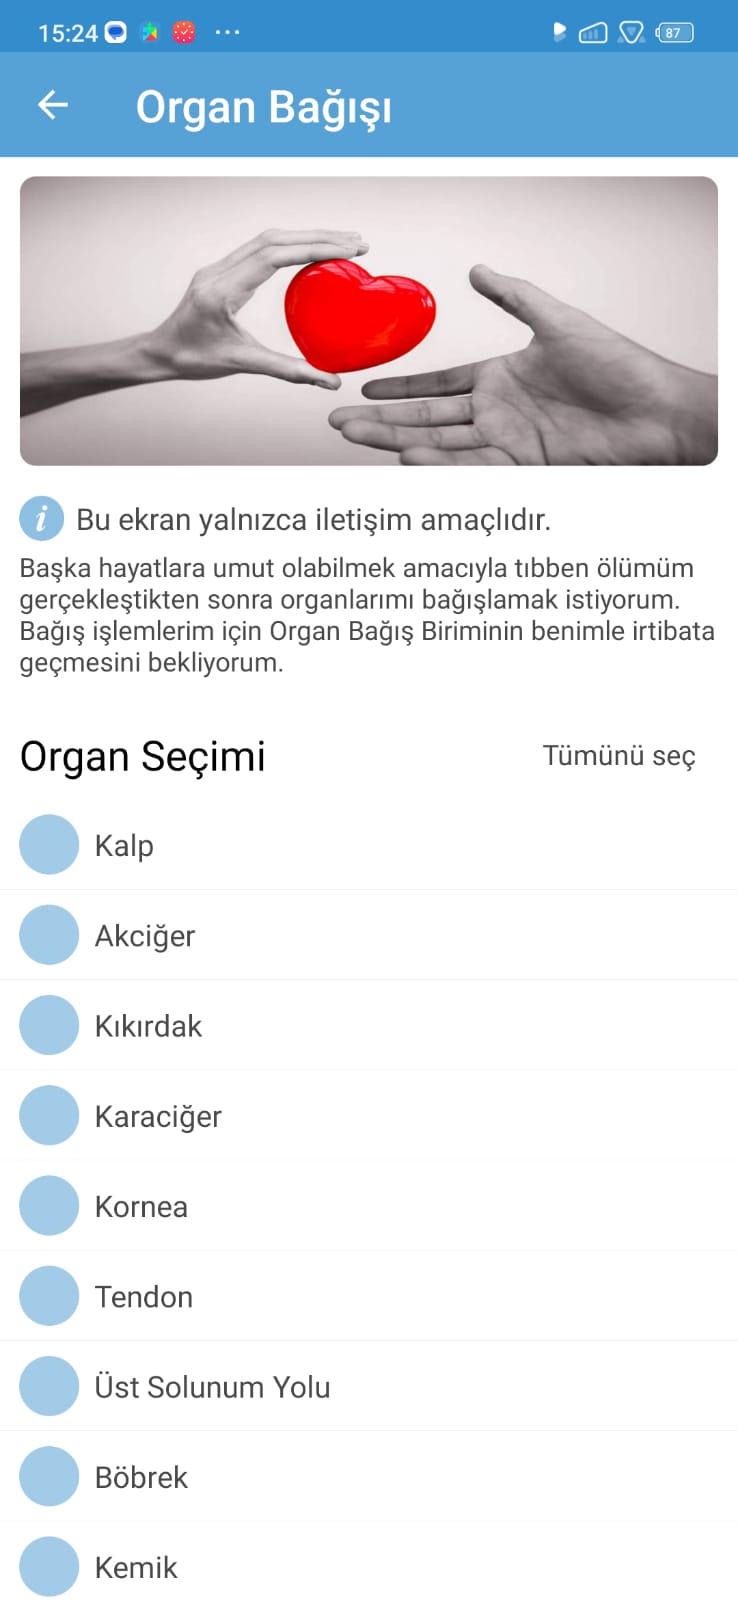 15:24
87
Organ Bağışı
i Bu ekran yalnızca iletişim amaçlıdır.
Başka hayatlara umut olabilmek amacıyla tıbben ölümüm
gerçekleştikten sonra organlarımı bağışlamak istiyorum.
Bağış işlemlerim için Organ Bağış Biriminin benimle irtibata
geçmesini bekliyorum.
Organ Seçimi Tümünü seç
Kalp
Akciğer
Kıkırdak
Karaciğer
Kornea
Tendon
Üst Solunum Yolu
Böbrek
Kemik